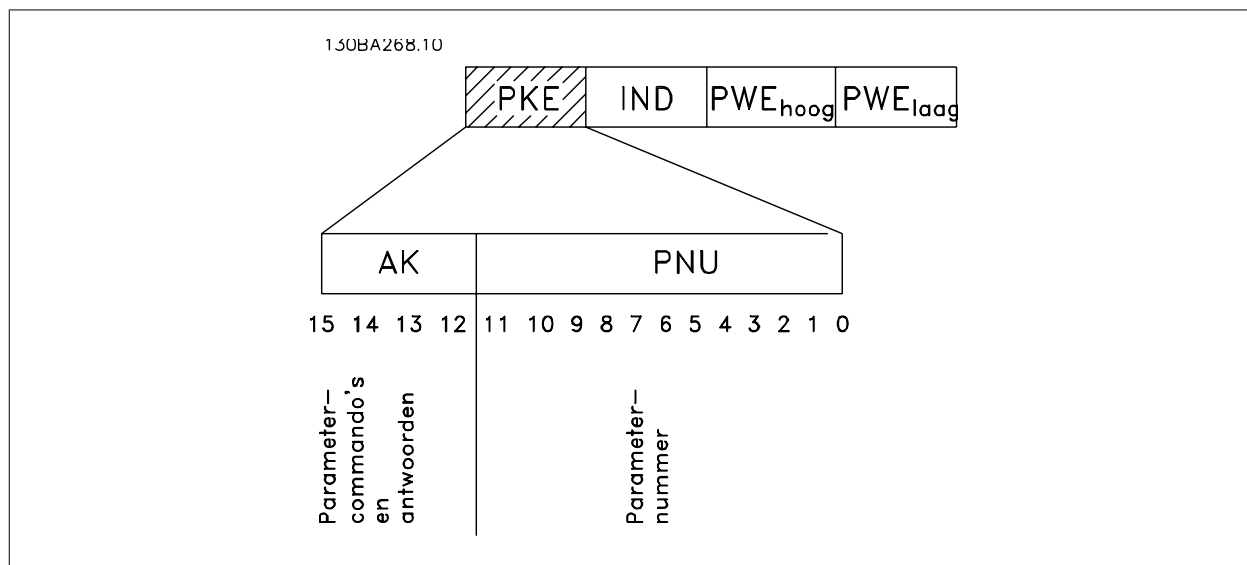 130BA268.10
PKE IND PWEhoog PWElaag
AK PNU
15 14 13 12 11 10 9 8 7 6 5 4 3 2 1 0
Parameter–
commando's
en
antwoorden
Parameter–
nummer